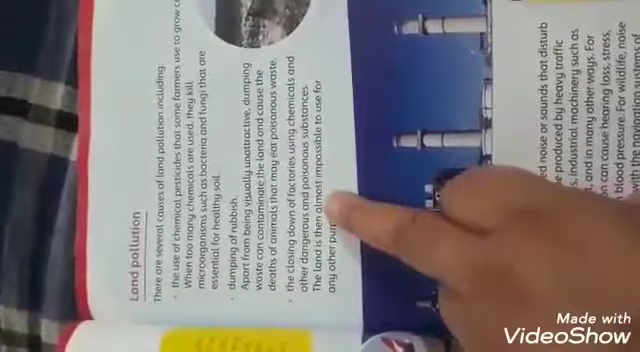 Land pollution
There are several causes of land pollution including:
• the use of chemical pesticides that some farmers use to grow
When too many chemicals are used, they kill
microorganisms such as bacteria and fungi that are
essential for healthy soil.
• dumping of rubbish.
Apart from being visually unattractive, dumping
waste can contaminate the land and cause the
deaths of animals that may eat poisonous waste.
• the closing down of factories using chemicals and
other dangerous and poisonous substances.
The land is then almost impossible to use for
any other
noise or sounds that disturb
produced by heavy traffic
industrial machinery such as
and in many other ways. For
can cause hearing loss, stress,
blood pressure. For wildlife, noise
with the navigation systems of
Made with
VideoShow